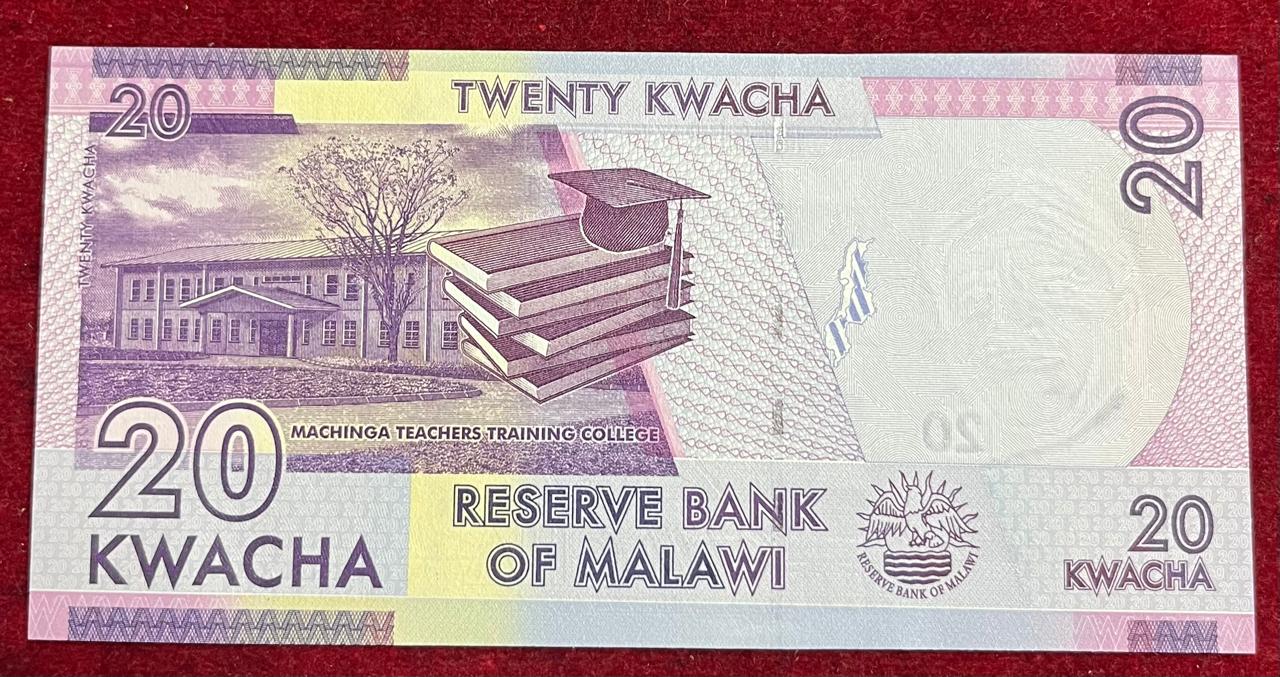 20
TWENTY KWACHA
20
TWENTY KWACHA
MACHINGA TEACHERS TRAINING COLLEGE
20
20
KWACHA
RESERVE BANK
OF MALAWI
RESERVE BANK OF MALAWI
20
KWACHA